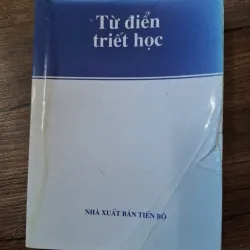 Từ điển
triết học
NHÀ XUẤT BẢN TIẾN BỘ